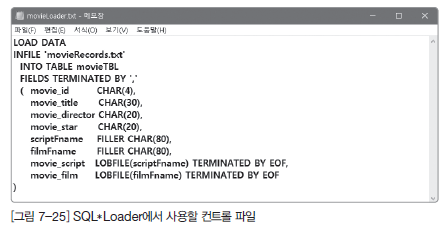 movieLoader.txt - 메모장
파일(F) 편집(E) 서식(O) 보기(V) 도움말(H)
LOAD DATA
INFILE 'movieRecords.txt'
INTO TABLE movieTBL
FIELDS TERMINATED BY ','
( movie_id CHAR(4),
movie_title CHAR(30),
movie_director CHAR(20),
movie_star CHAR(20),
scriptFname FILLER CHAR(80),
filmFname FILLER CHAR(80),
movie_script LOBFILE(scriptFname) TERMINATED BY EOF,
movie_film LOBFILE(filmFname) TERMINATED BY EOF
)
[그림 7-25] SQL*Loader에서 사용할 컨트롤 파일